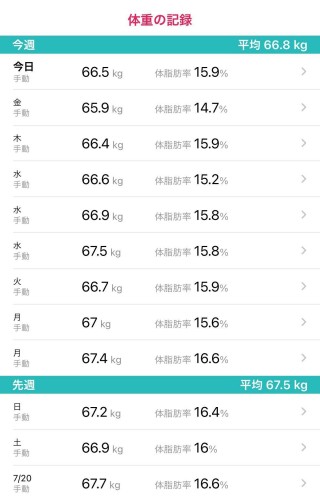 体重の記録
今週 平均 66.8 kg
今日
手動
66.5 kg 体脂肪率 15.9%
金
手動
65.9 kg 体脂肪率 14.7%
木
手動
66.4 kg 体脂肪率 15.9%
水
手動
66.6 kg 体脂肪率 15.2%
水
手動
66.9 kg 体脂肪率 15.8%
水
手動
67.5 kg 体脂肪率 15.8%
火
手動
66.7 kg 体脂肪率 15.9%
月
手動
67 kg 体脂肪率 15.6%
月
手動
67.4 kg 体脂肪率 16.6%
先週 平均 67.5 kg
日
手動
67.2 kg 体脂肪率 16.4%
土
手動
66.9 kg 体脂肪率 16%
7/20
手動
67.7 kg 体脂肪率 16.6%